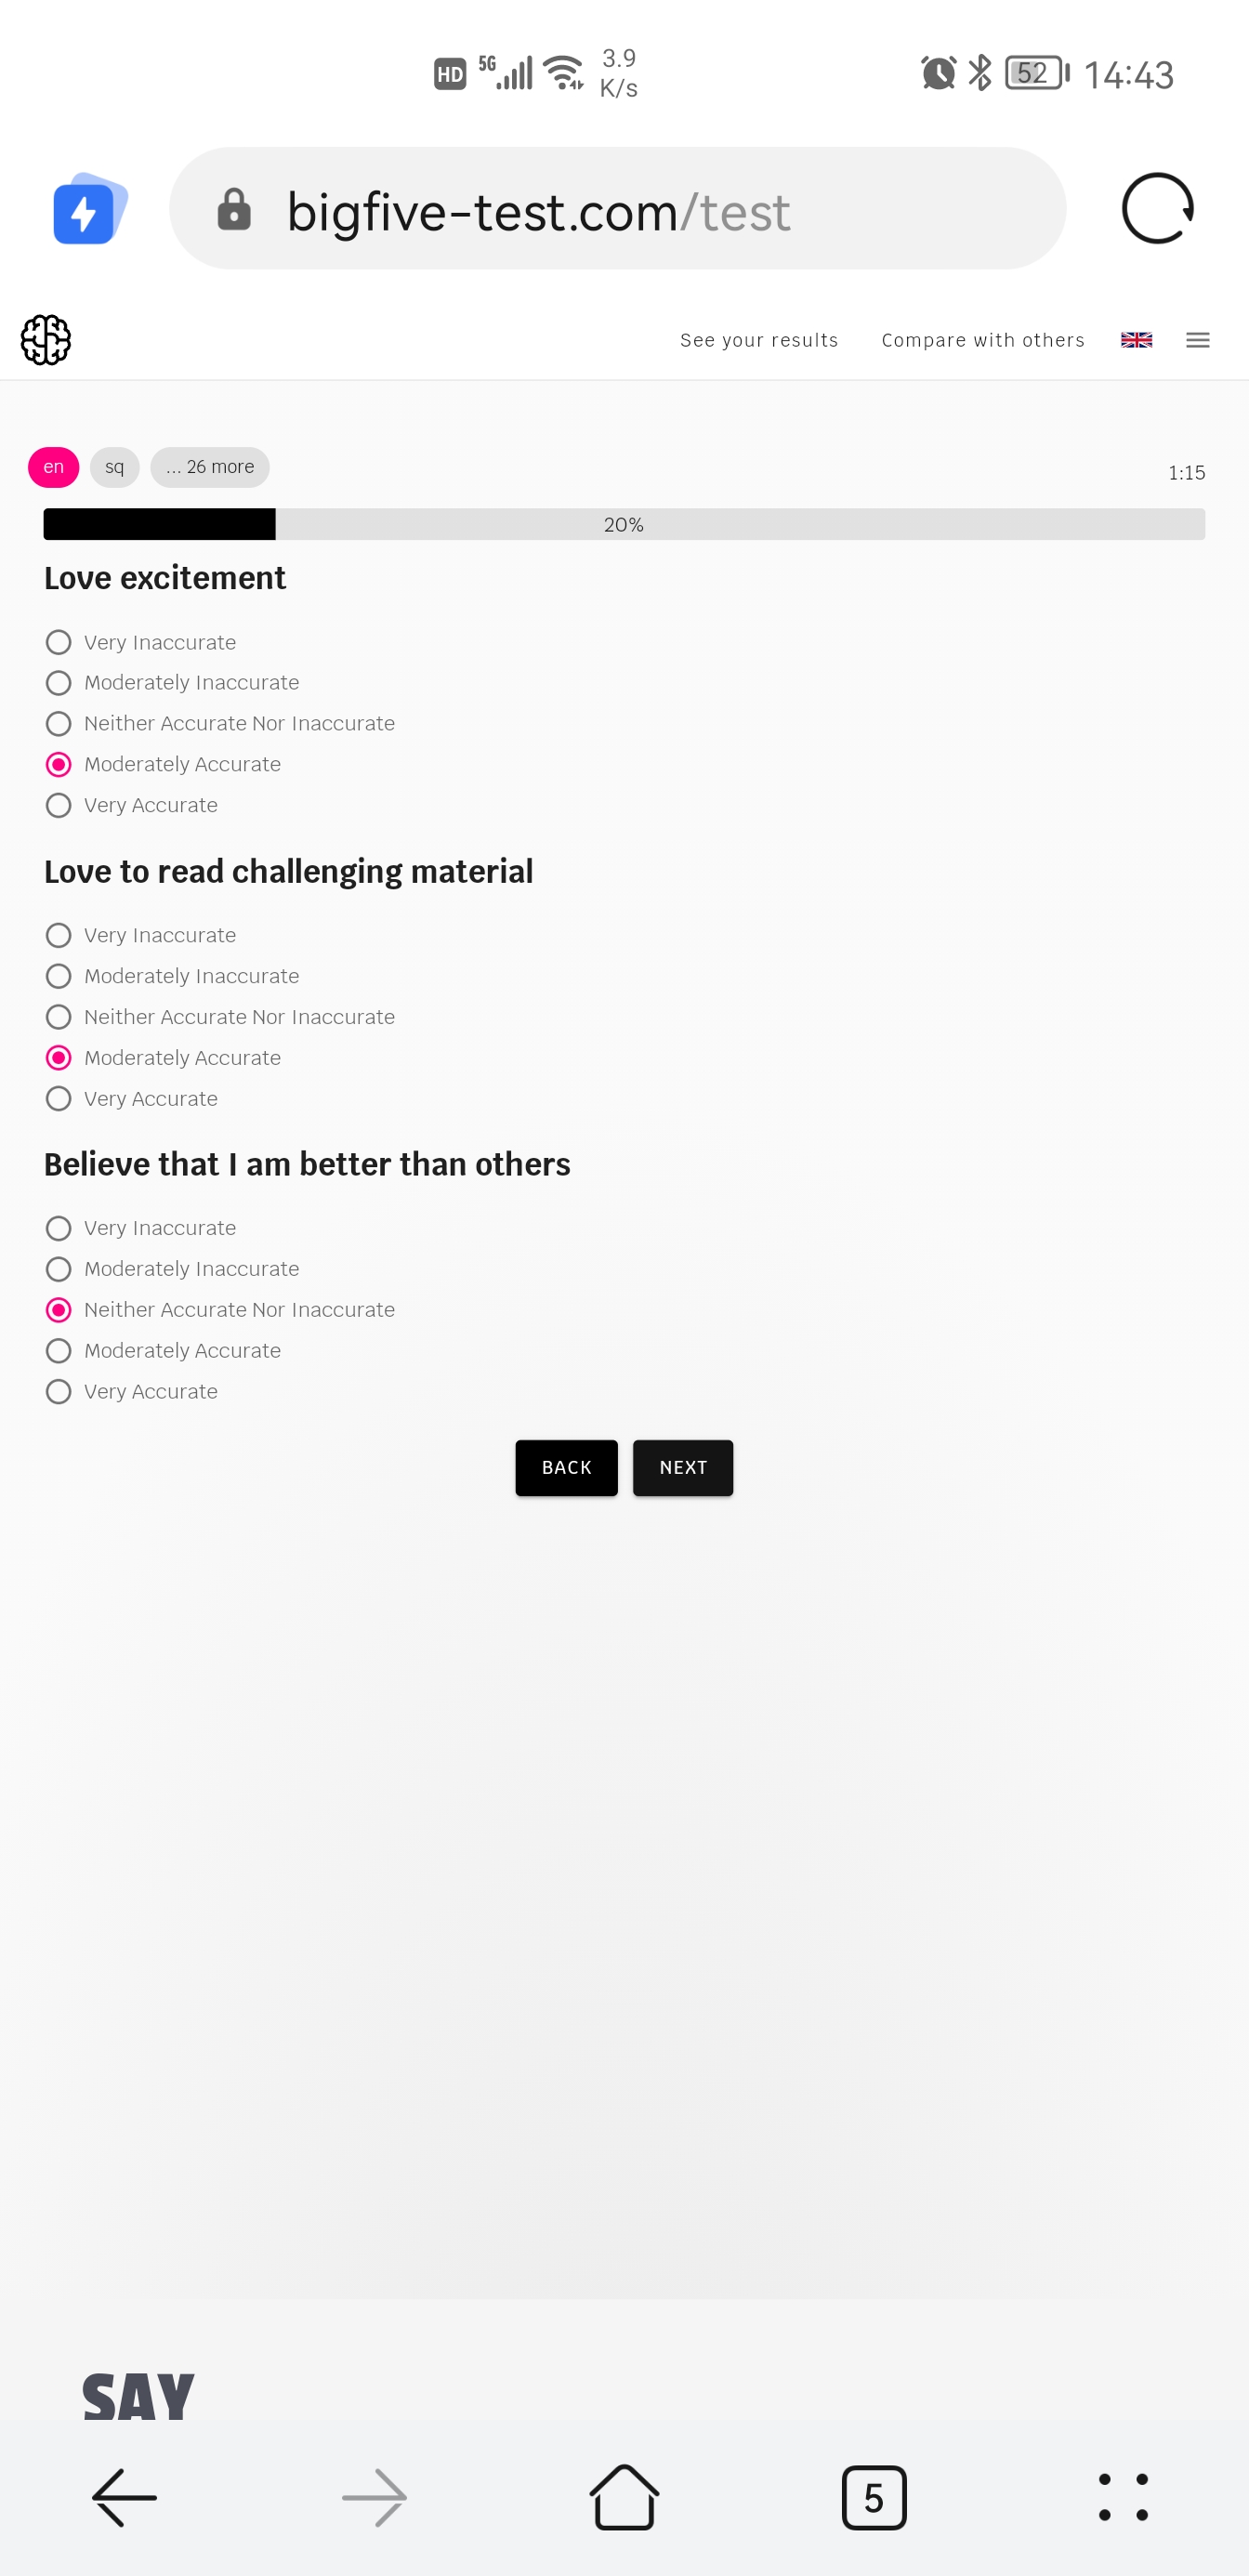 HD 5G 3.9 K/s 52 14:43
bigfive-test.com/test
See your results Compare with others
en sq ... 26 more 1:15
20%
Love excitement
Very Inaccurate
Moderately Inaccurate
Neither Accurate Nor Inaccurate
Moderately Accurate
Very Accurate
Love to read challenging material
Very Inaccurate
Moderately Inaccurate
Neither Accurate Nor Inaccurate
Moderately Accurate
Very Accurate
Believe that I am better than others
Very Inaccurate
Moderately Inaccurate
Neither Accurate Nor Inaccurate
Moderately Accurate
Very Accurate
BACK NEXT
SAY
5